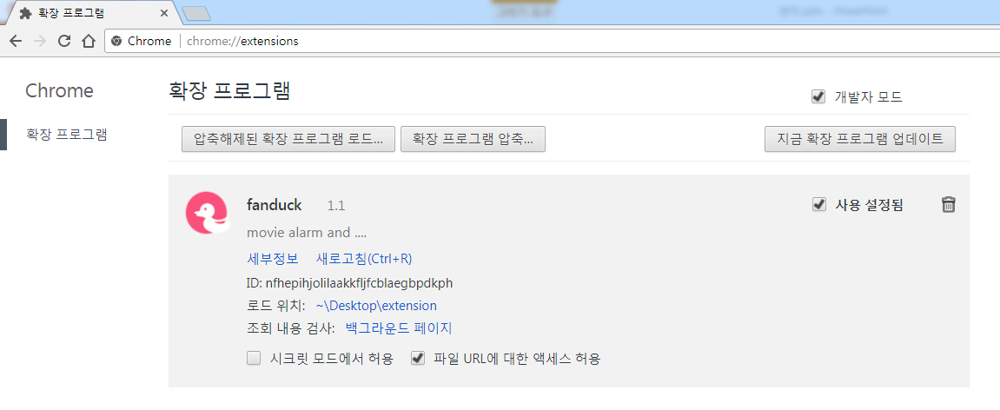 확장 프로그램
Chrome chrome://extensions
Chrome
확장 프로그램
확장 프로그램
개발자 모드
압축해제된 확장 프로그램 로드...
확장 프로그램 압축...
지금 확장 프로그램 업데이트
fanduck 1.1
사용 설정됨
movie alarm and ....
세부정보 새로고침(Ctrl+R)
ID: nfhepihjolilaakkfljfcblaegbpdkph
로드 위치: ~\Desktop\extension
조회 내용 검사: 백그라운드 페이지
시크릿 모드에서 허용 파일 URL에 대한 액세스 허용